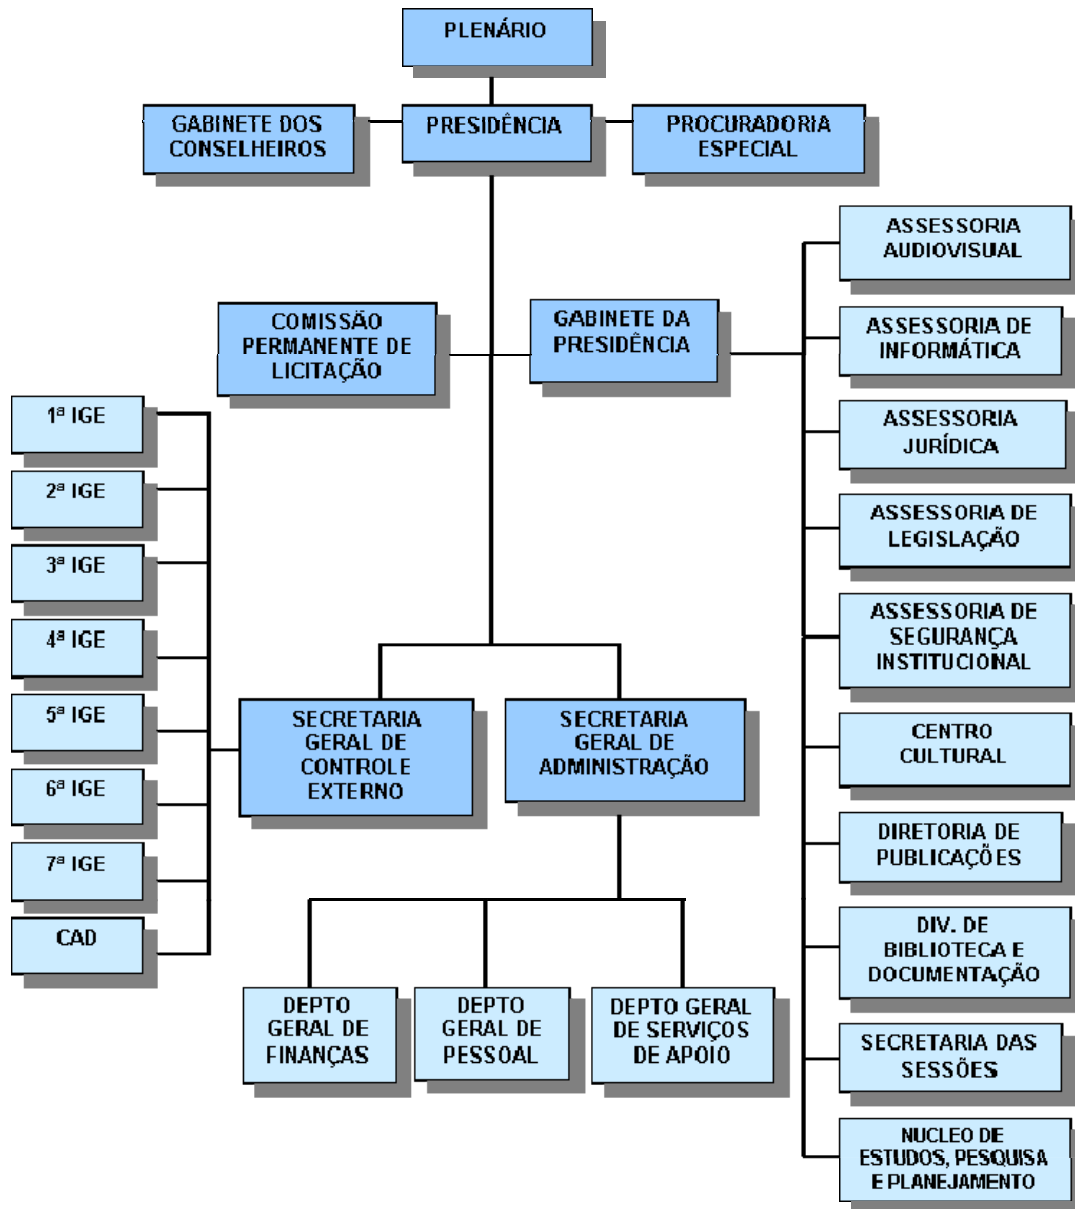 PLENÁRIO
GABINETE DOS
CONSELHEIROS
PRESIDÊNCIA
PROCURADORIA
ESPECIAL
COMISSÃO
PERMANENTE DE
LICITAÇÃO
GABINETE DA
PRESIDÊNCIA
ASSESSORIA
AUDIOVISUAL
ASSESSORIA DE
INFORMÁTICA
ASSESSORIA
JURÍDICA
ASSESSORIA DE
LEGISLAÇÃO
ASSESSORIA DE
SEGURANÇA
INSTITUCIONAL
CENTRO
CULTURAL
DIRETORIA DE
PUBLICAÇÕES
DIV. DE
BIBLIOTECA E
DOCUMENTAÇÃO
SECRETARIA DAS
SESSÕES
NUCLEO DE
ESTUDOS, PESQUISA
E PLANEJAMENTO
1ª IGE
2ª IGE
3ª IGE
4ª IGE
5ª IGE
6ª IGE
7ª IGE
CAD
SECRETARIA
GERAL DE
CONTROLE
EXTERNO
SECRETARIA
GERAL DE
ADMINISTRAÇÃO
DEPTO
GERAL DE
FINANÇAS
DEPTO
GERAL DE
PESSOAL
DEPTO GERAL
DE SERVIÇOS
DE APOIO